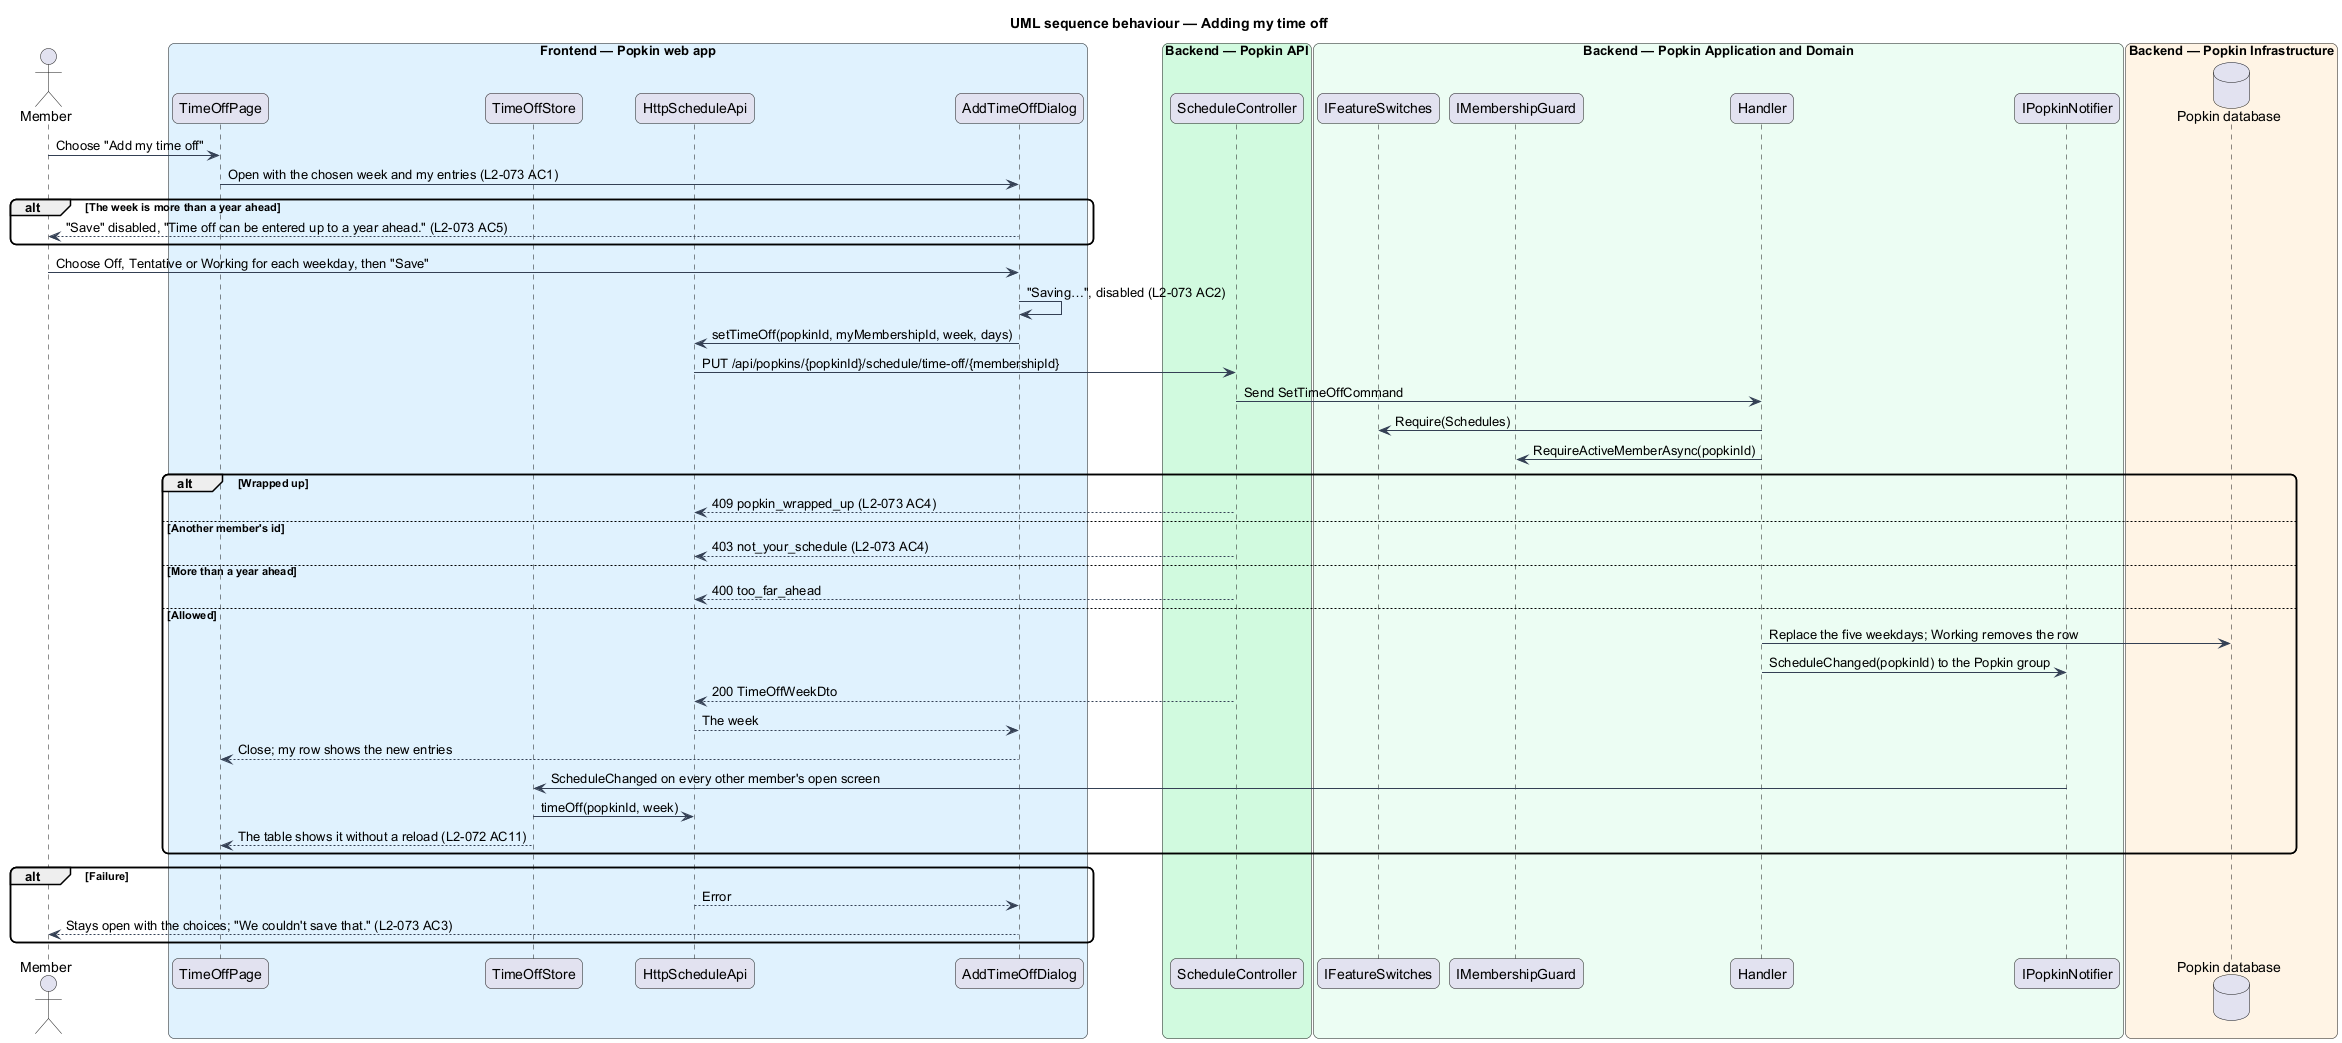 UML sequence behaviour — Adding my time off
Frontend — Popkin web app
Backend — Popkin API
Backend — Popkin Application and Domain
Backend — Popkin Infrastructure
Member
TimeOffPage
TimeOffStore
HttpScheduleApi
AddTimeOffDialog
ScheduleController
IFeatureSwitches
IMembershipGuard
Handler
IPopkinNotifier
Popkin database
Choose "Add my time off"
Open with the chosen week and my entries (L2-073 AC1)
alt
[The week is more than a year ahead]
"Save" disabled, "Time off can be entered up to a year ahead." (L2-073 AC5)
Choose Off, Tentative or Working for each weekday, then "Save"
"Saving…", disabled (L2-073 AC2)
setTimeOff(popkinId, myMembershipId, week, days)
PUT /api/popkins/{popkinId}/schedule/time-off/{membershipId}
Send SetTimeOffCommand
Require(Schedules)
RequireActiveMemberAsync(popkinId)
alt
[Wrapped up]
409 popkin_wrapped_up (L2-073 AC4)
[Another member's id]
403 not_your_schedule (L2-073 AC4)
[More than a year ahead]
400 too_far_ahead
[Allowed]
Replace the five weekdays; Working removes the row
ScheduleChanged(popkinId) to the Popkin group
200 TimeOffWeekDto
The week
Close; my row shows the new entries
ScheduleChanged on every other member's open screen
timeOff(popkinId, week)
The table shows it without a reload (L2-072 AC11)
alt
[Failure]
Error
Stays open with the choices; "We couldn't save that." (L2-073 AC3)
Member
TimeOffPage
TimeOffStore
HttpScheduleApi
AddTimeOffDialog
ScheduleController
IFeatureSwitches
IMembershipGuard
Handler
IPopkinNotifier
Popkin database